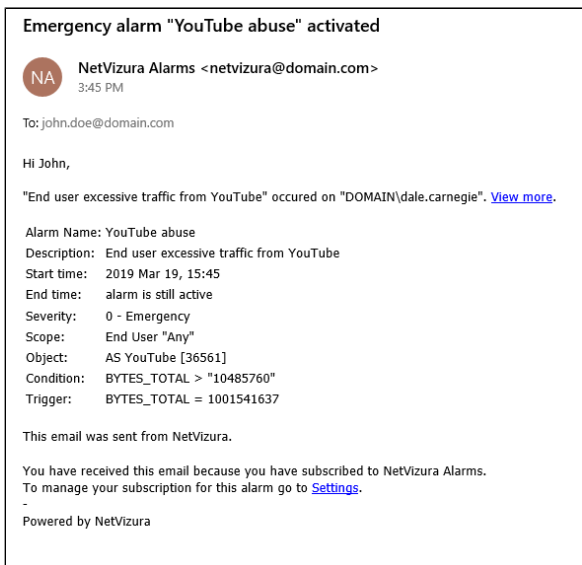 Emergency alarm "YouTube abuse" activated
NA
NetVizura Alarms <netvizura@domain.com>
3:45 PM
To: john.doe@domain.com
Hi John,
"End user excessive traffic from YouTube" occured on "DOMAIN\dale.carnegie". View more.
Alarm Name: YouTube abuse
Description: End user excessive traffic from YouTube
Start time: 2019 Mar 19, 15:45
End time: alarm is still active
Severity: 0 - Emergency
Scope: End User "Any"
Object: AS YouTube [36561]
Condition: BYTES_TOTAL > "10485760"
Trigger: BYTES_TOTAL = 1001541637
This email was sent from NetVizura.
You have received this email because you have subscribed to NetVizura Alarms.
To manage your subscription for this alarm go to Settings.
-
Powered by NetVizura